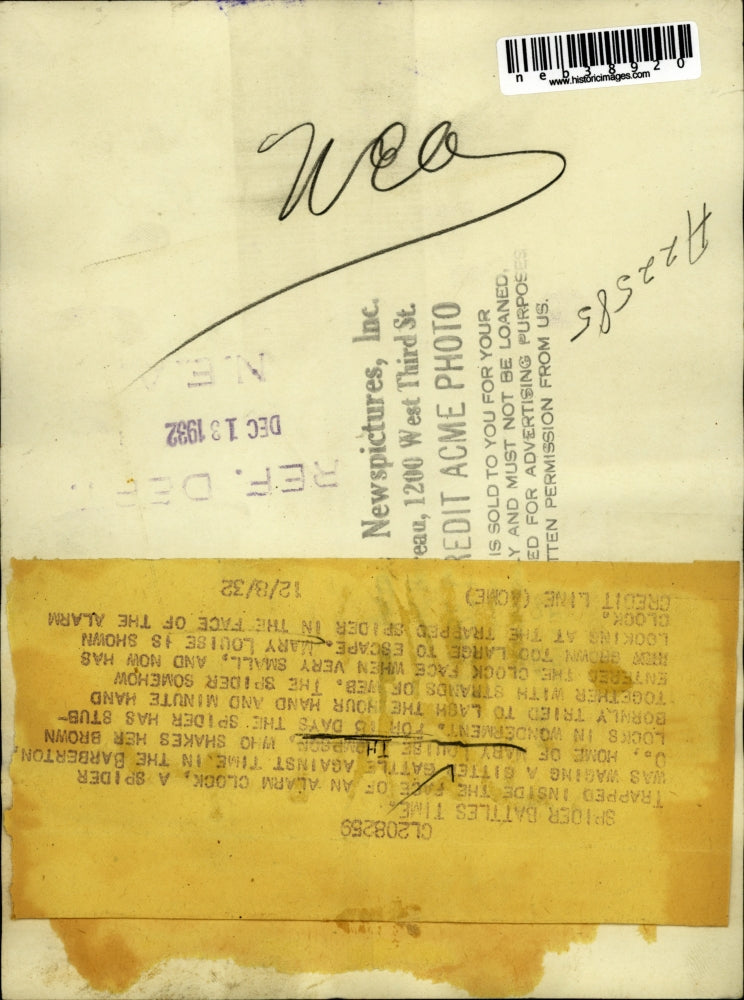 neb38920
www.historicimages.com
Nea
A22585
Newspictures, Inc.
eau, 1200 West Third St.
REDIT ACME PHOTO
IS SOLD TO YOU FOR YOUR
Y AND MUST NOT BE LOANED,
ED FOR ADVERTISING PURPOSES
TTEN PERMISSION FROM US.
N.E.A.
DEC 13 1932
REF. DEP
CL208259
SPIDER BATTLES TIME.
TRAPPED INSIDE THE FACE OF AN ALARM CLOCK, A SPIDER
WAS WAGING A BATTLE AGAINST TIME IN THE BARBERTON,
O., HOME OF MARY LOUISE THOMPSON WHO SHAKES HER BROWN
LOCKS IN WONDERMENT. FOR DAYS THE SPIDER HAS STUB-
BORNLY TRIED TO LASH THE HOUR HAND AND MINUTE HAND
TOGETHER WITH STRANDS OF WEB. THE SPIDER SOMEHOW
ENTERED THE CLOCK FACE WHEN VERY SMALL, AND NOW HAS
GROWN TOO LARGE TO ESCAPE. MARY LOUISE IS SHOWN
LOOKING AT THE TRAPPED SPIDER IN THE FACE OF THE ALARM
CLOCK.
CREDIT LINE (ACME) 12/8/32